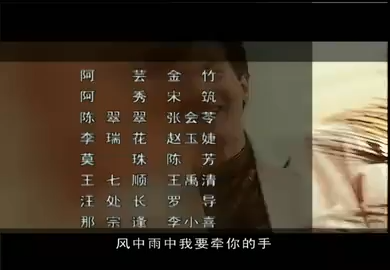 阿芸 金竹
阿秀 宋筑
陈翠翠 张会苓
李瑞花 赵玉婕
莫珠 陈芳
王七顺 王禹清
汪处长 罗导
那宗逢 李小喜
风中雨中我要牵你的手